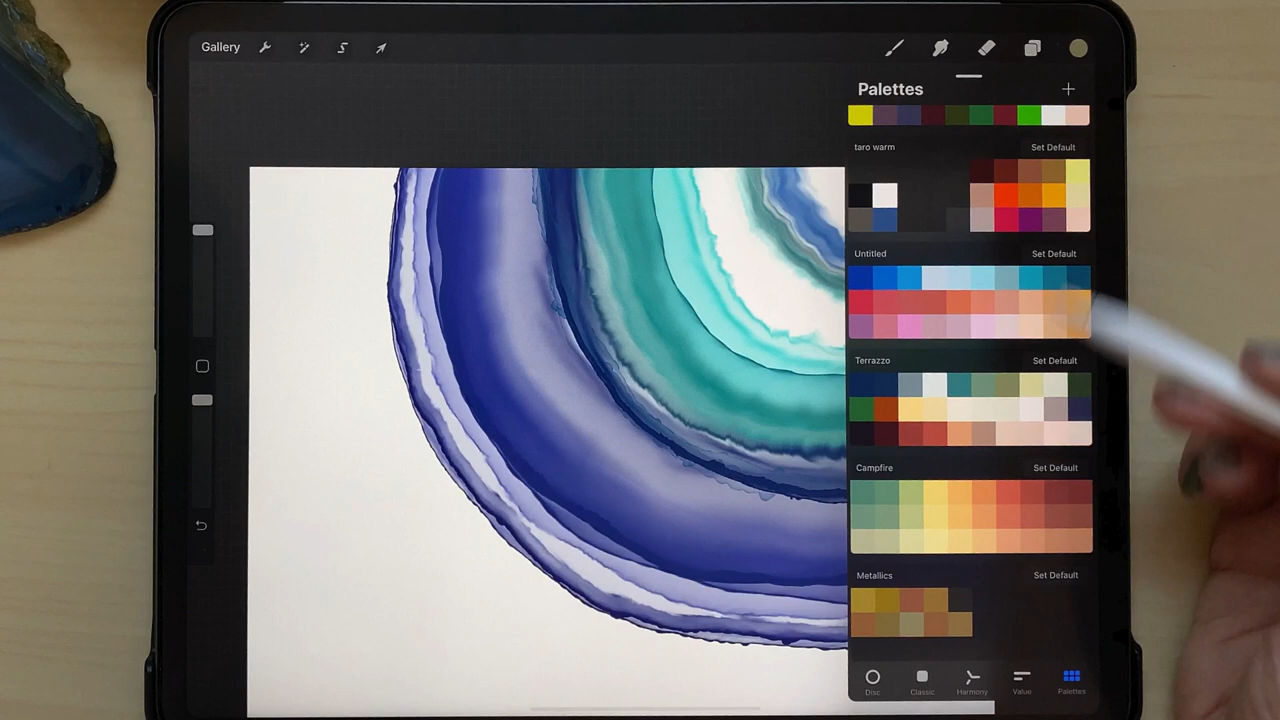 Gallery
Palettes
taro warm Set Default
Untitled Set Default
Terrazzo Set Default
Campfire Set Default
Metallics Set Default
Disc Classic Harmony Value Palettes